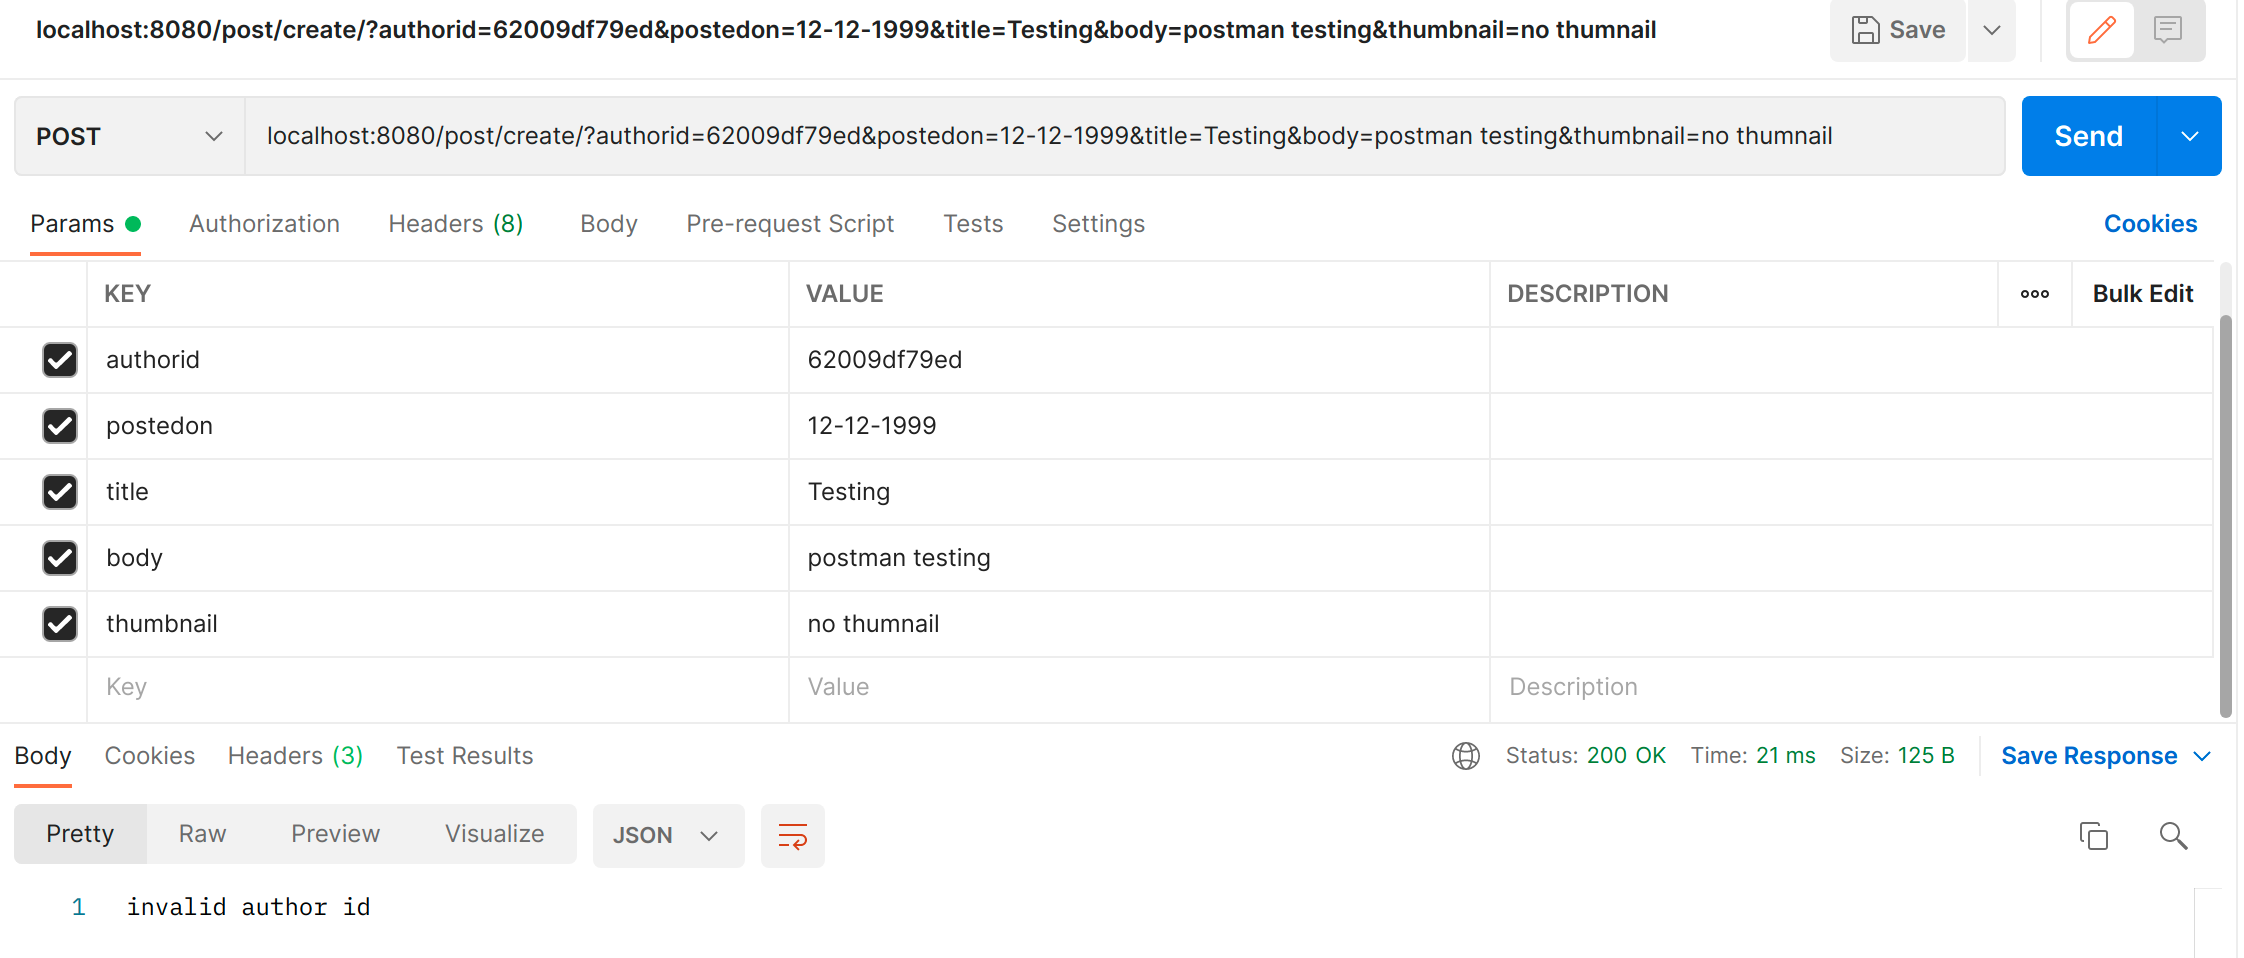 localhost:8080/post/create/?authorid=62009df79ed&postedon=12-12-1999&title=Testing&body=postman testing&thumbnail=no thumnail
Save
POST
localhost:8080/post/create/?authorid=62009df79ed&postedon=12-12-1999&title=Testing&body=postman testing&thumbnail=no thumnail
Send
Params Authorization Headers (8) Body Pre-request Script Tests Settings Cookies
KEY VALUE DESCRIPTION Bulk Edit
authorid 62009df79ed
postedon 12-12-1999
title Testing
body postman testing
thumbnail no thumnail
Key Value Description
Body Cookies Headers (3) Test Results Status: 200 OK Time: 21 ms Size: 125 B Save Response
Pretty Raw Preview Visualize JSON
1 invalid author id